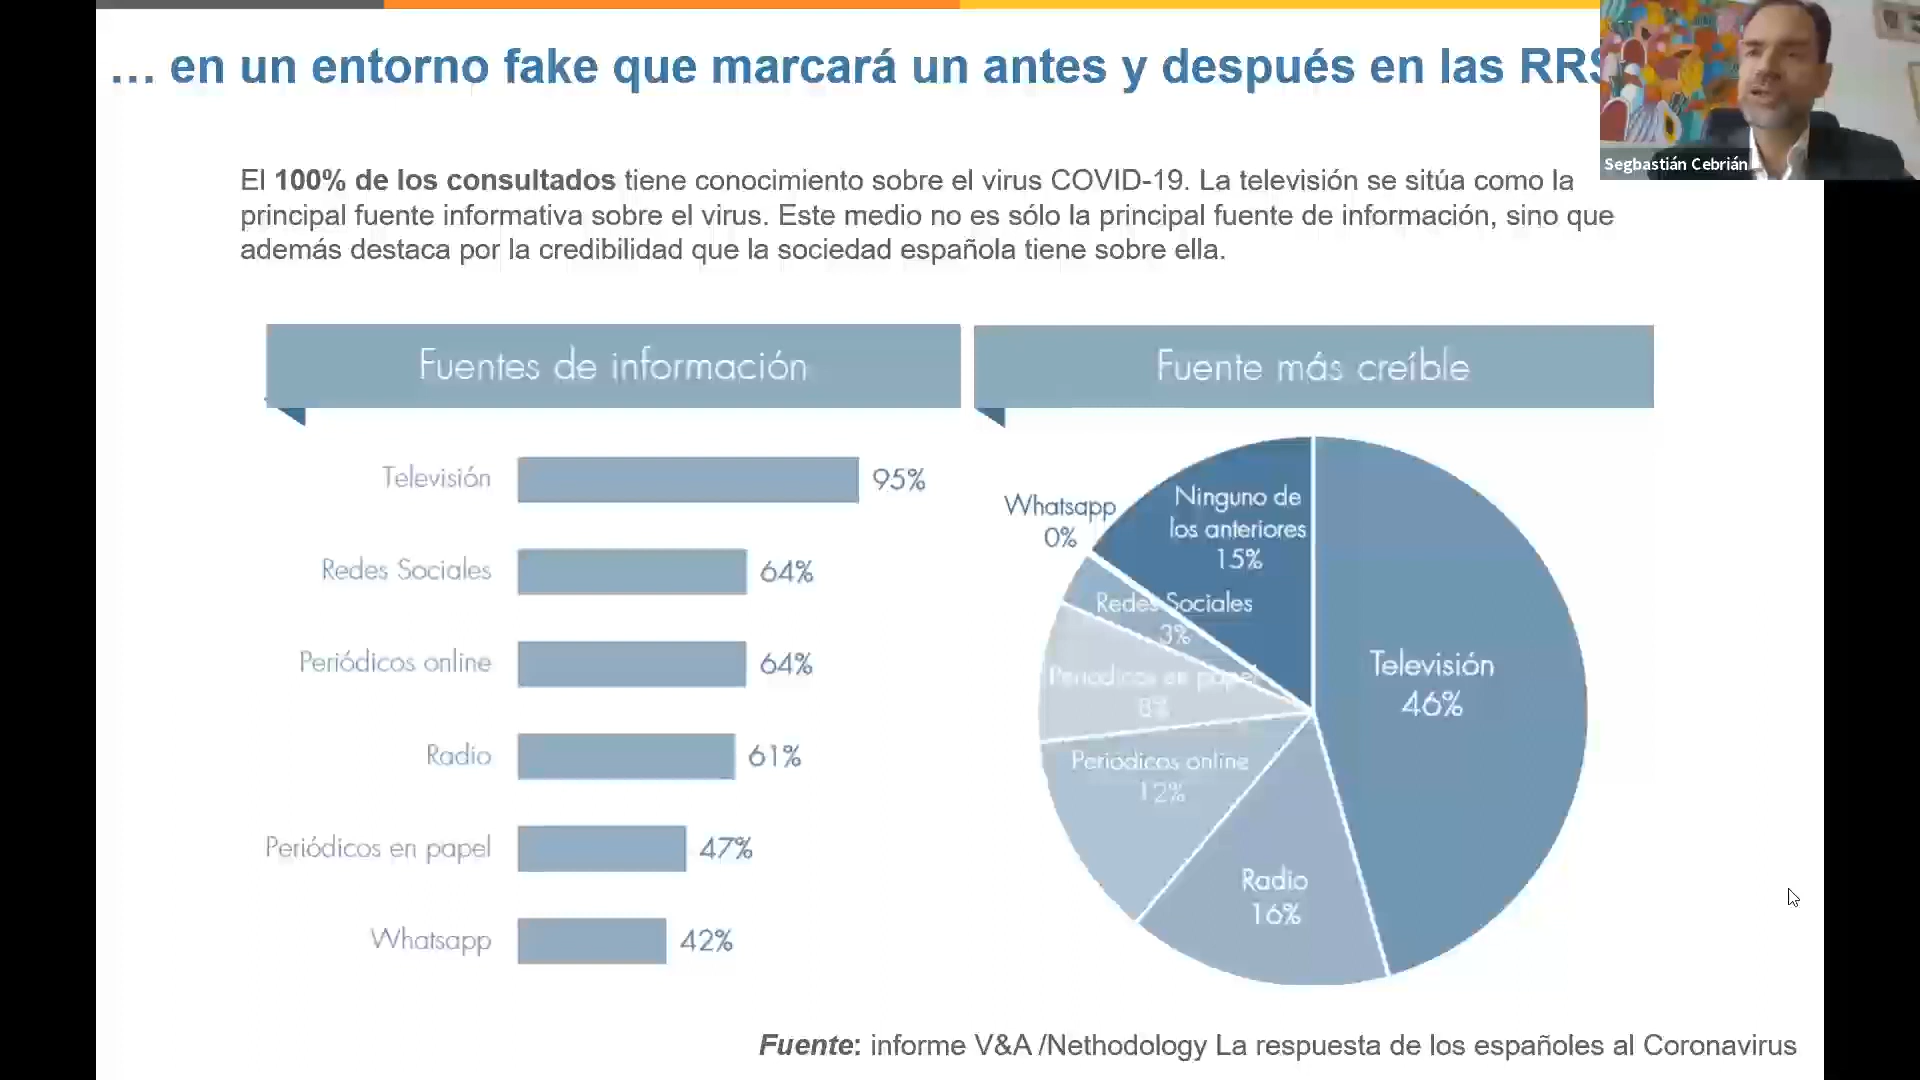 … en un entorno fake que marcará un antes y después en las RRS
Segbastián Cebrián
El 100% de los consultados tiene conocimiento sobre el virus COVID-19. La televisión se sitúa como la
principal fuente informativa sobre el virus. Este medio no es sólo la principal fuente de información, sino que
además destaca por la credibilidad que la sociedad española tiene sobre ella.
Fuentes de información
Televisión 95%
Redes Sociales 64%
Periódicos online 64%
Radio 61%
Periódicos en papel 47%
Whatsapp 42%
Fuente más creíble
Whatsapp
0%
Ninguno de
los anteriores
15%
Redes Sociales
3%
Periódicos en papel
8%
Periódicos online
12%
Radio
16%
Televisión
46%
Fuente: informe V&A /Nethodology La respuesta de los españoles al Coronavirus